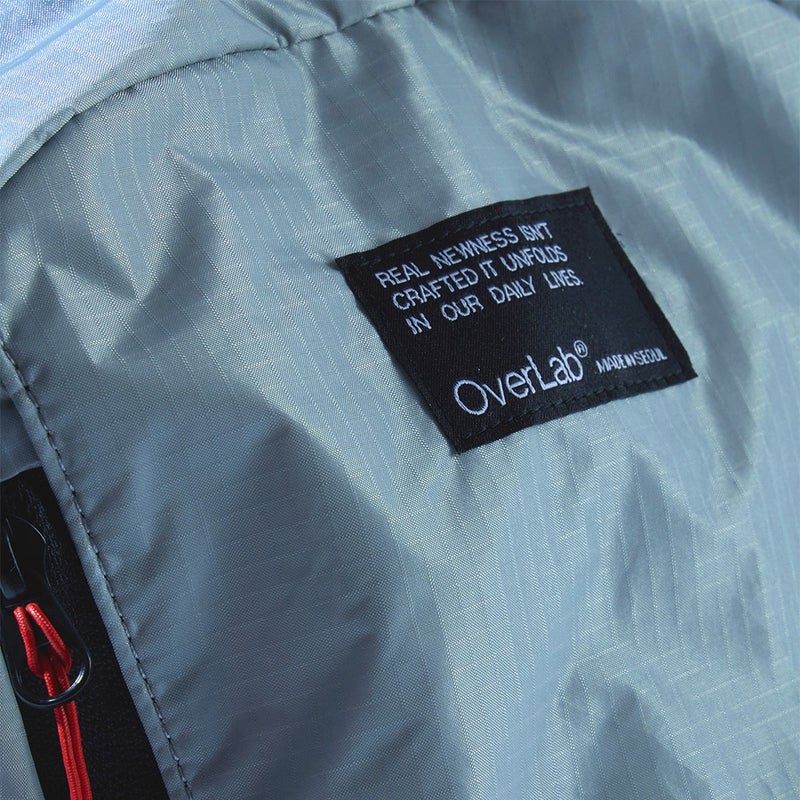 REAL NEWNESS ISN'T
CRAFTED IT UNFOLDS
IN OUR DAILY LIVES.
OverLab® MADE IN SEOUL